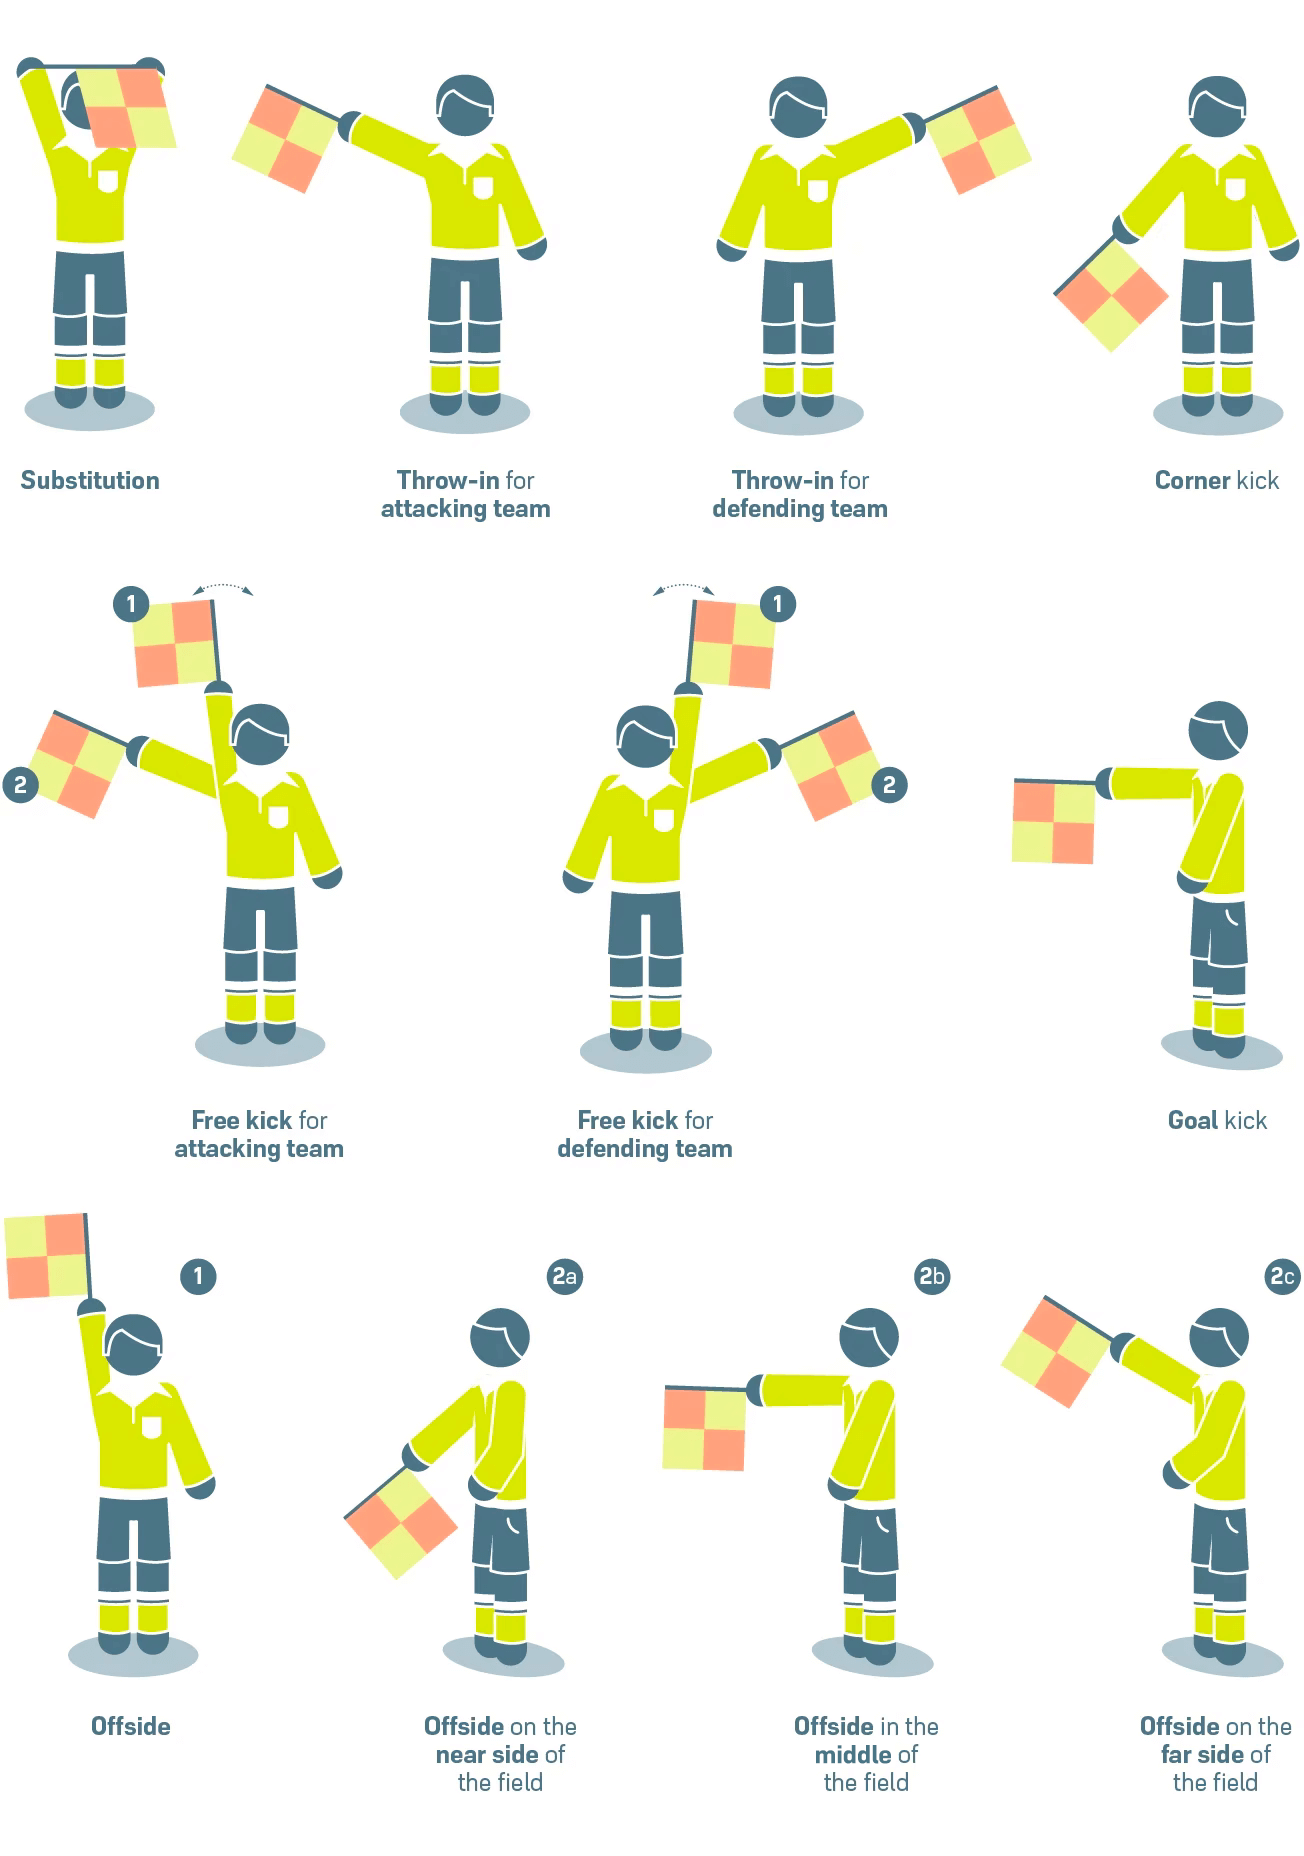 Substitution
Throw-in for
attacking team
Throw-in for
defending team
Corner kick
1
2
1
2
Free kick for
attacking team
Free kick for
defending team
Goal kick
1
2a
2b
2c
Offside
Offside on the
near side of
the field
Offside in the
middle of
the field
Offside on the
far side of
the field